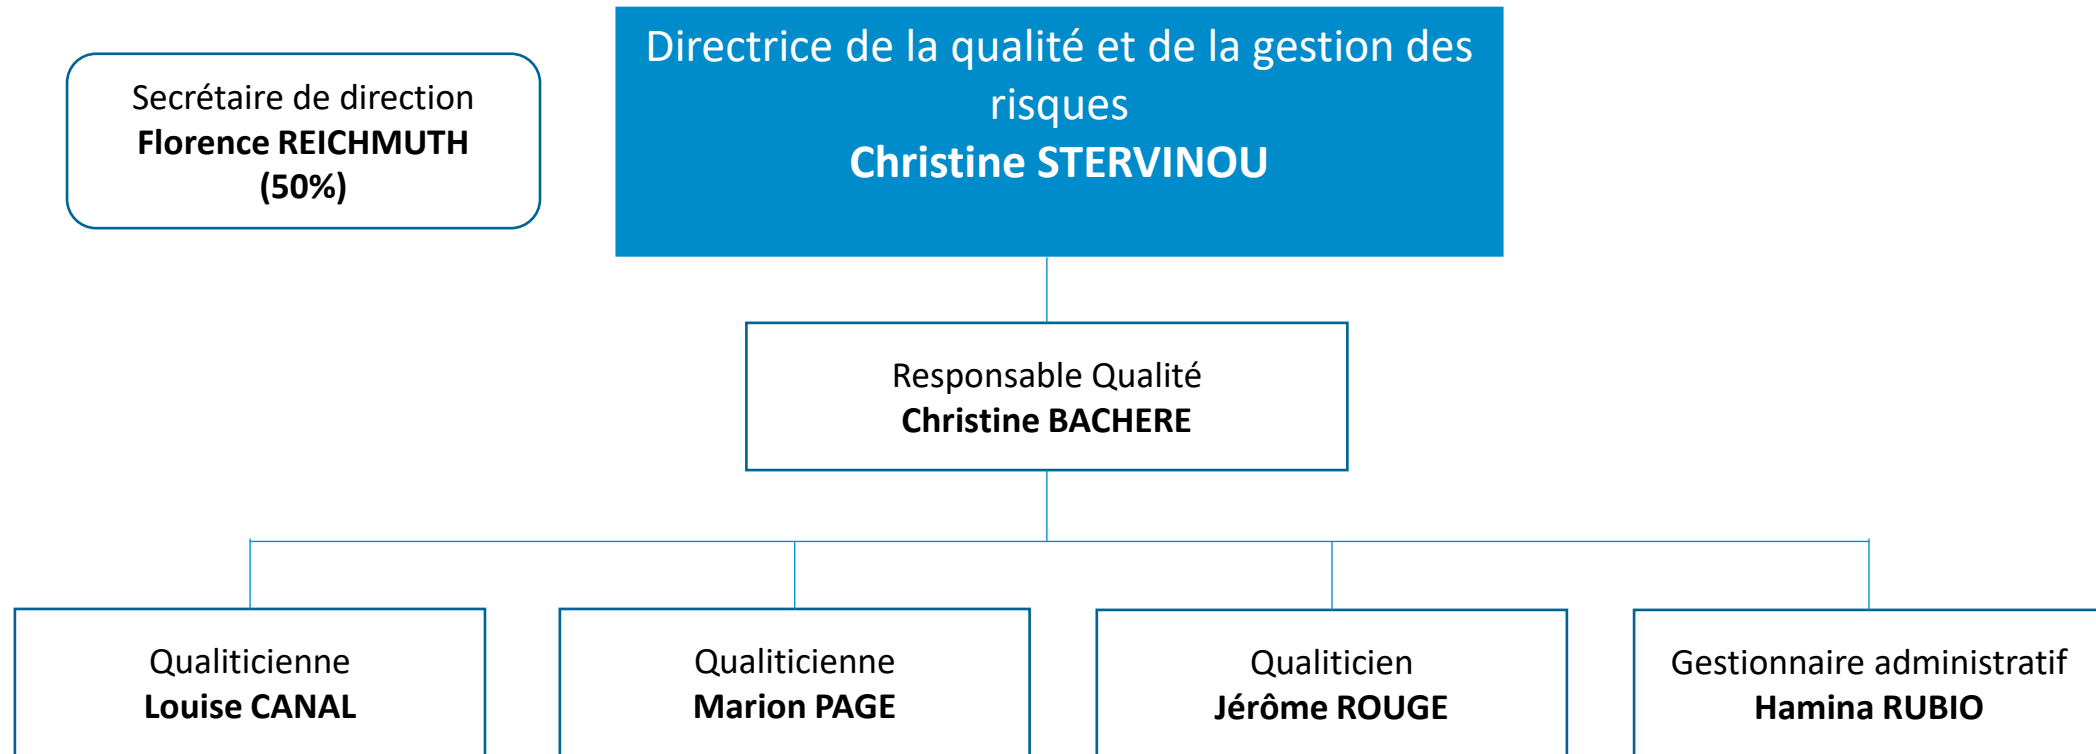 Secrétaire de direction
Florence REICHMUTH
(50%)
Directrice de la qualité et de la gestion des
risques
Christine STERVINOU
Responsable Qualité
Christine BACHERE
Qualiticienne
Louise CANAL
Qualiticienne
Marion PAGE
Qualiticien
Jérôme ROUGE
Gestionnaire administratif
Hamina RUBIO